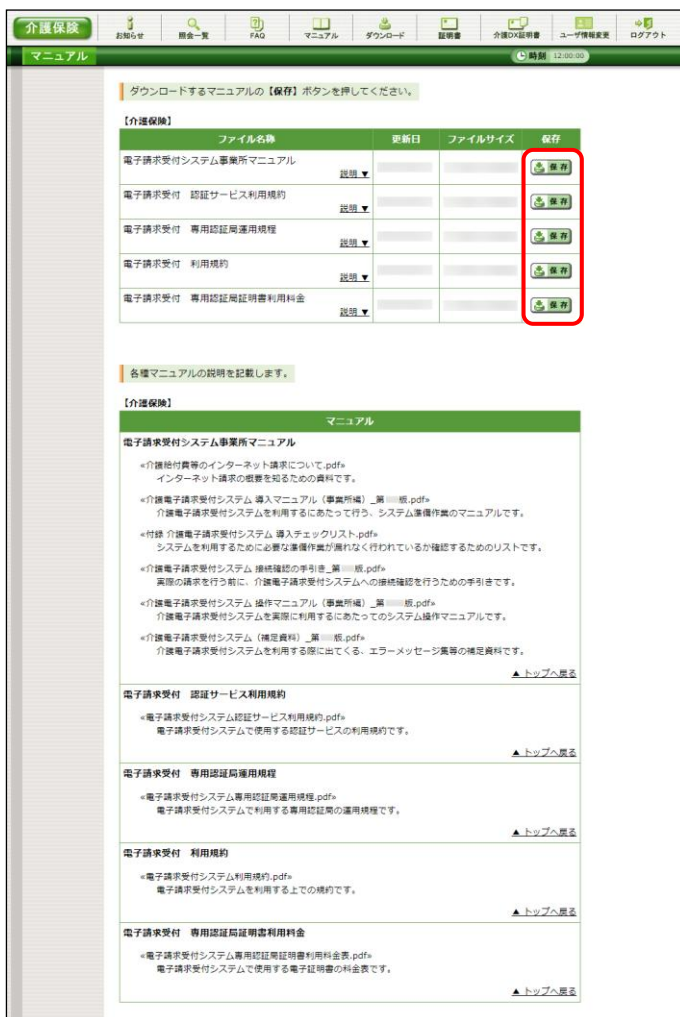 介護保険
お知らせ 照会一覧 FAQ マニュアル ダウンロード 証明書 介護DX証明書 ユーザ情報変更 ログアウト
マニュアル 時刻 12:00:00
ダウンロードするマニュアルの【保存】ボタンを押してください。
【介護保険】
ファイル名称 更新日 ファイルサイズ 保存
電子請求受付システム事業所マニュアル
説明▼ 保存
電子請求受付 認証サービス利用規約
説明▼ 保存
電子請求受付 専用認証局運用規程
説明▼ 保存
電子請求受付 利用規約
説明▼ 保存
電子請求受付 専用認証局証明書利用料金
説明▼ 保存
各種マニュアルの説明を記載します。
【介護保険】
マニュアル
電子請求受付システム事業所マニュアル
«介護給付費等のインターネット請求について.pdf»
インターネット請求の概要を知るための資料です。
«介護電子請求受付システム 導入マニュアル（事業所編）_第 版.pdf»
介護電子請求受付システムを利用するにあたって行う、システム準備作業のマニュアルです。
«付録 介護電子請求受付システム 導入チェックリスト.pdf»
システムを利用するために必要な準備作業が漏れなく行われているか確認するためのリストです。
«介護電子請求受付システム 接続確認の手引き_第 版.pdf»
実際の請求を行う前に、介護電子請求受付システムへの接続確認を行うための手引きです。
«介護電子請求受付システム 操作マニュアル（事業所編）_第 版.pdf»
介護電子請求受付システムを実際に利用するにあたってのシステム操作マニュアルです。
«介護電子請求受付システム（補足資料）_第 版.pdf»
介護電子請求受付システムを利用する際に出てくる、エラーメッセージ集等の補足資料です。
▲ トップへ戻る
電子請求受付 認証サービス利用規約
«電子請求受付システム認証サービス利用規約.pdf»
電子請求受付システムで使用する認証サービスの利用規約です。
▲ トップへ戻る
電子請求受付 専用認証局運用規程
«電子請求受付システム専用認証局運用規程.pdf»
電子請求受付システムで利用する専用認証局の運用規程です。
▲ トップへ戻る
電子請求受付 利用規約
«電子請求受付システム利用規約.pdf»
電子請求受付システムを利用する上での規約です。
▲ トップへ戻る
電子請求受付 専用認証局証明書利用料金
«電子請求受付システム専用認証局証明書利用料金表.pdf»
電子請求受付システムで使用する電子証明書の料金表です。
▲ トップへ戻る